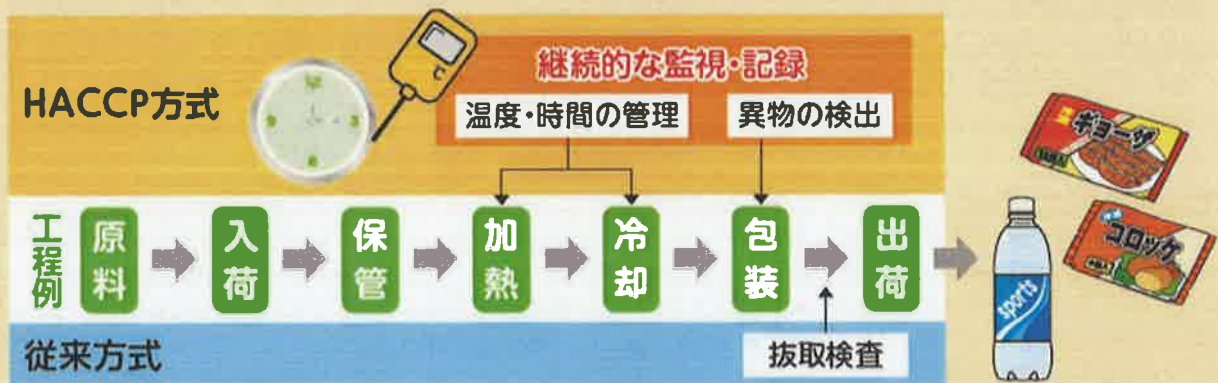 継続的な監視・記録
HACCP方式
温度・時間の管理
異物の検出
℃
ギョーザ
コロッケ
工程例
原料
入荷
保管
加熱
冷却
包装
出荷
sports
従来方式
抜取検査